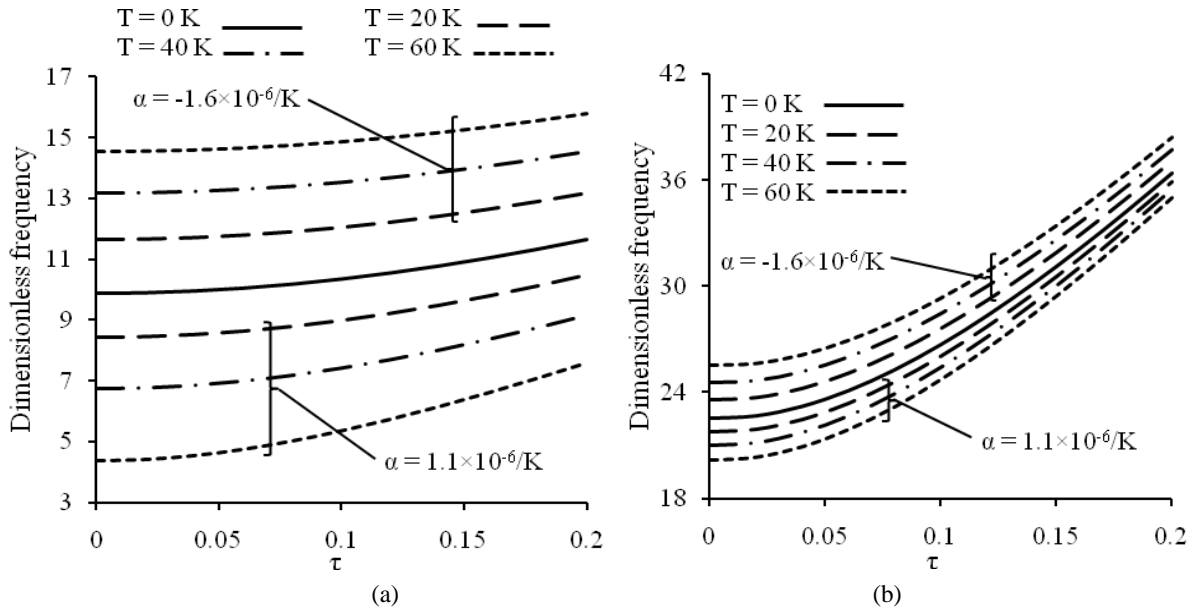 T = 0 K
T = 20 K
T = 40 K
T = 60 K
17
15
13
11
9
7
5
3
Dimensionless frequency
α = -1.6×10⁻⁶/K
α = 1.1×10⁻⁶/K
0
0.05
0.1
0.15
0.2
τ
(a)
42
36
30
24
18
Dimensionless frequency
T = 0 K
T = 20 K
T = 40 K
T = 60 K
α = -1.6×10⁻⁶/K
α = 1.1×10⁻⁶/K
0
0.05
0.1
0.15
0.2
τ
(b)